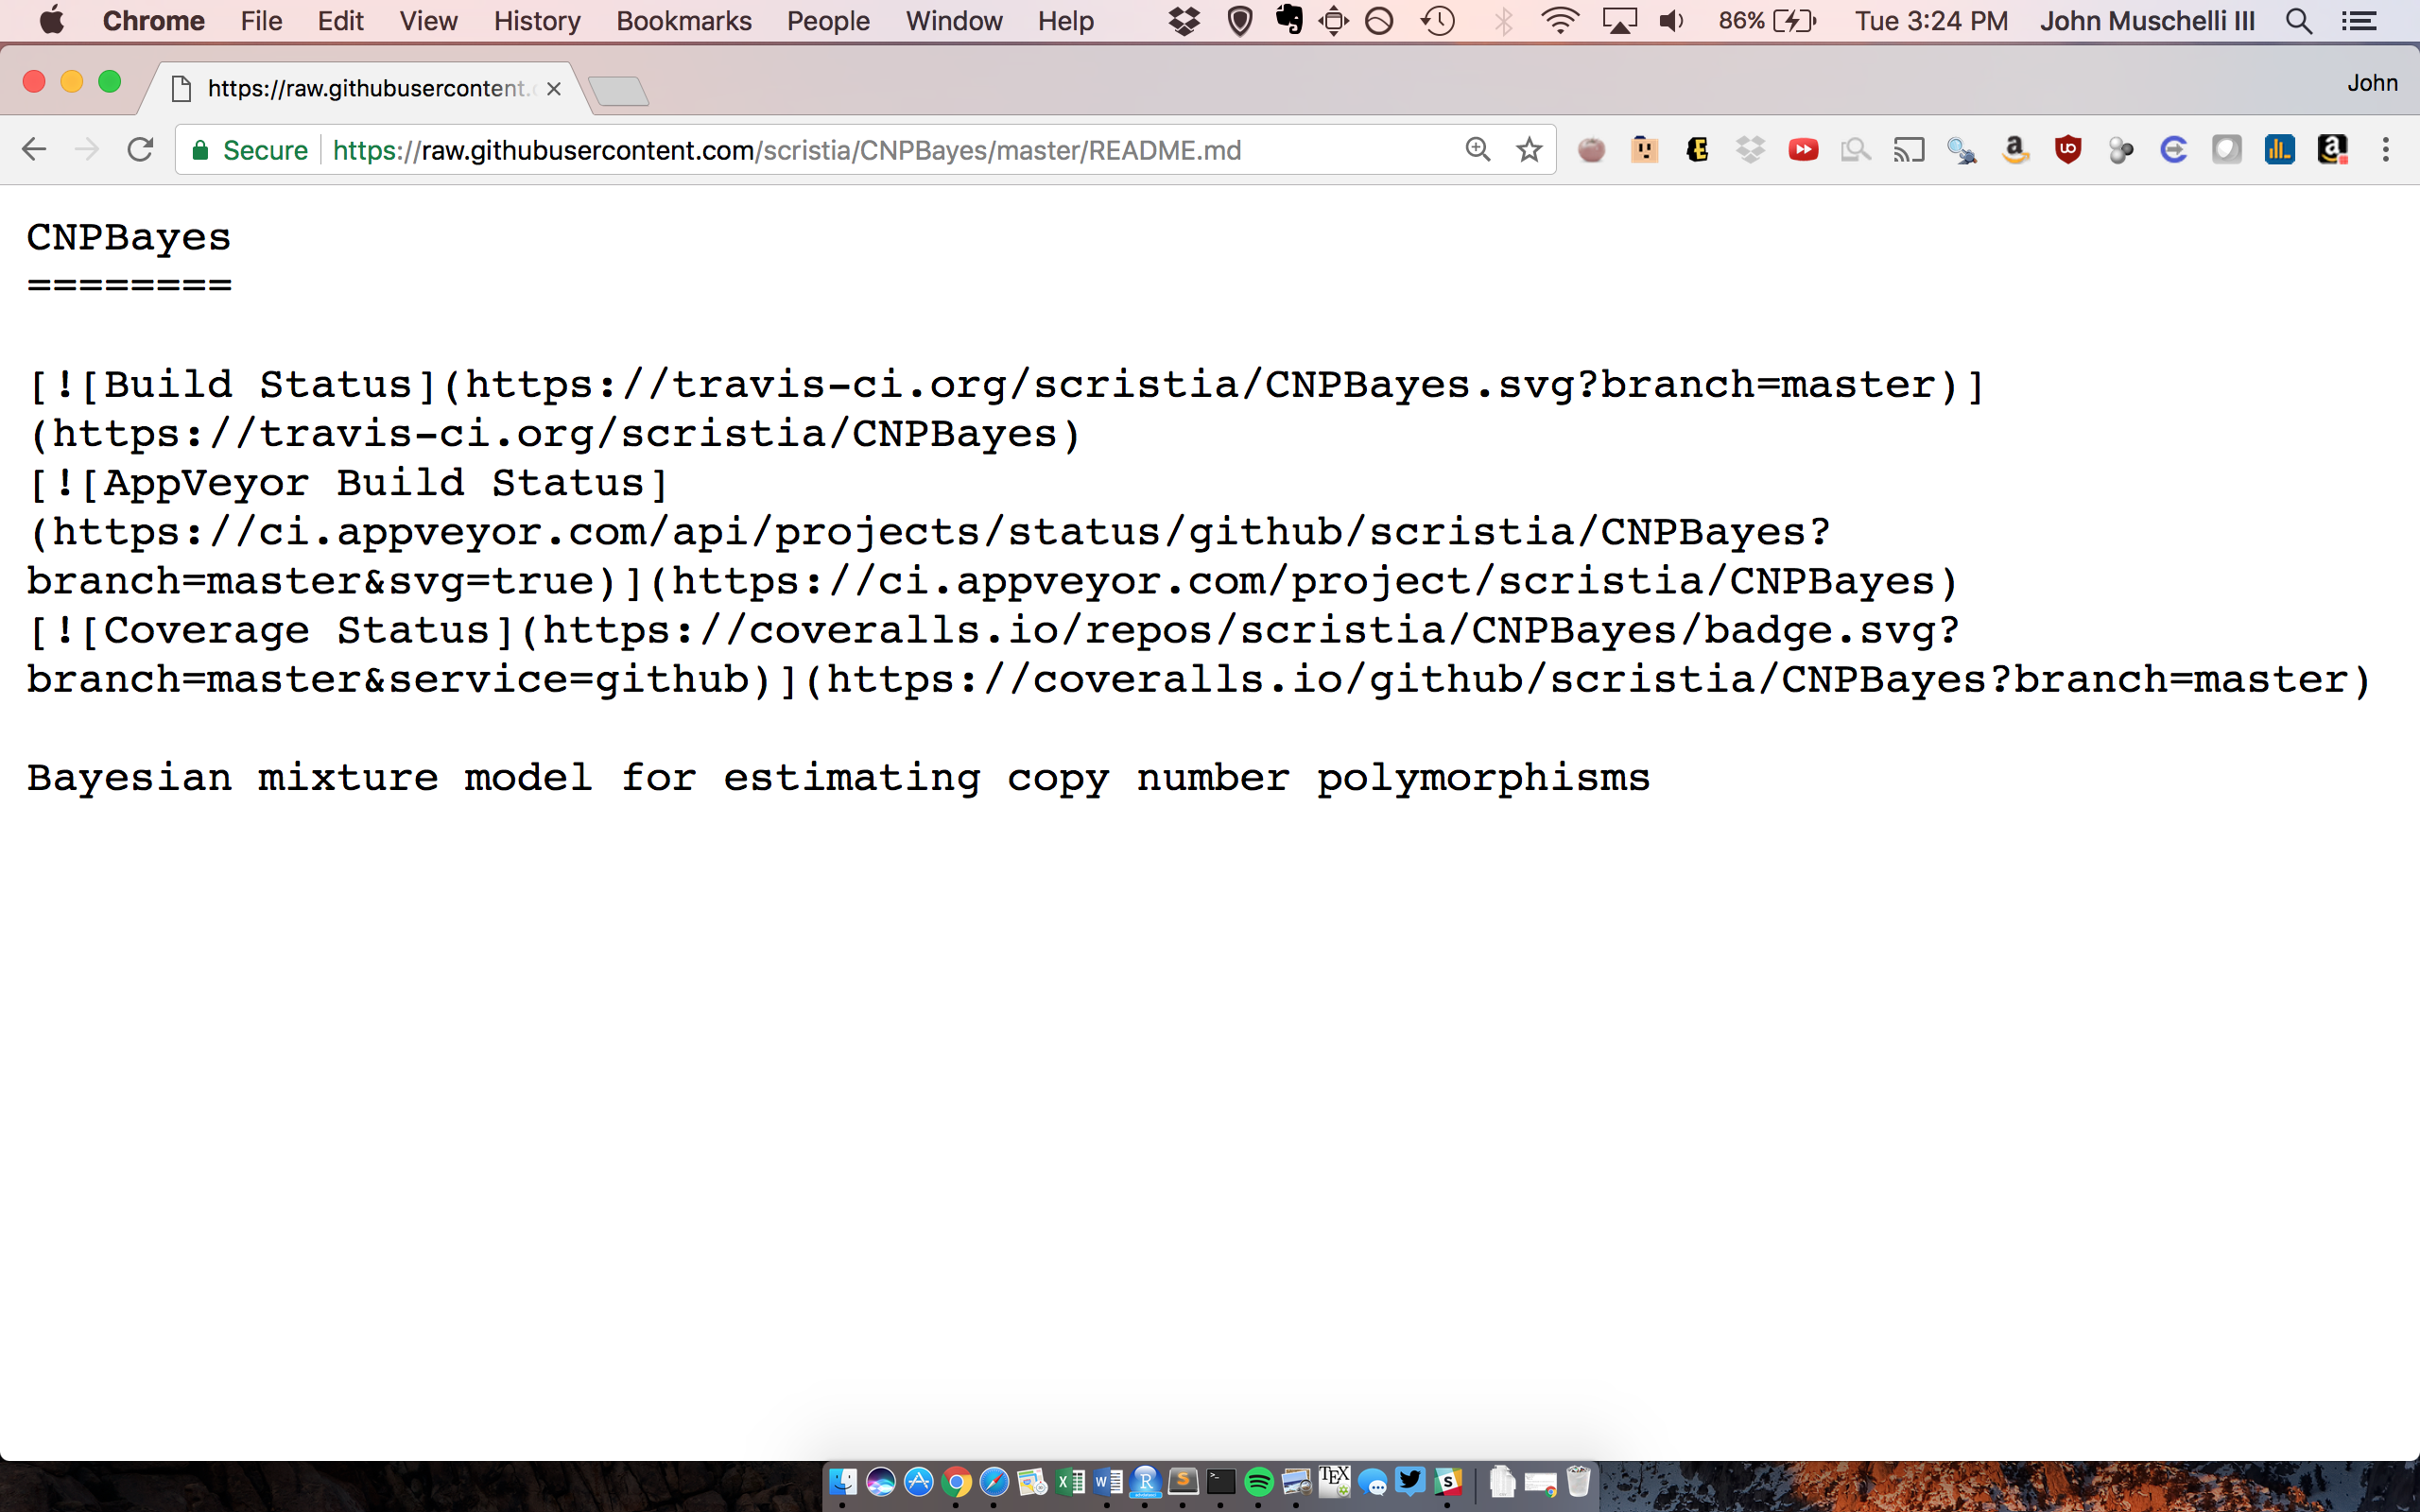 Chrome File Edit View History Bookmarks People Window Help 86% Tue 3:24 PM John Muschelli III
https://raw.githubusercontent. John
Secure https://raw.githubusercontent.com/scristia/CNPBayes/master/README.md
CNPBayes
========
[![Build Status](https://travis-ci.org/scristia/CNPBayes.svg?branch=master)]
(https://travis-ci.org/scristia/CNPBayes)
[![AppVeyor Build Status]
(https://ci.appveyor.com/api/projects/status/github/scristia/CNPBayes?
branch=master&svg=true)](https://ci.appveyor.com/project/scristia/CNPBayes)
[![Coverage Status](https://coveralls.io/repos/scristia/CNPBayes/badge.svg?
branch=master&service=github)](https://coveralls.io/github/scristia/CNPBayes?branch=master)
Bayesian mixture model for estimating copy number polymorphisms